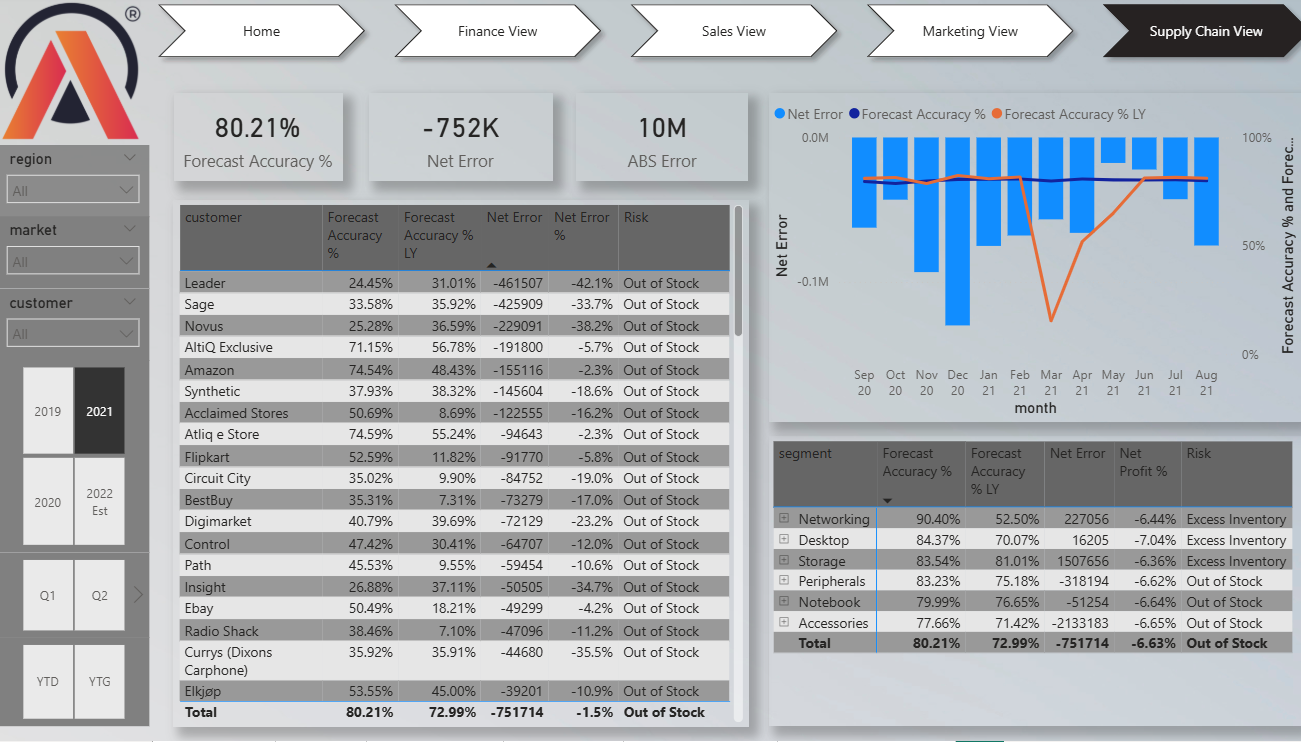 ®
Home
Finance View
Sales View
Marketing View
Supply Chain View
region
All
market
All
customer
All
2019
2021
2020
2022
Est
Q1
Q2
YTD
YTG
80.21%
Forecast Accuracy %
-752K
Net Error
10M
ABS Error
customer Forecast Accuracy % Forecast Accuracy % LY Net Error Net Error % Risk
Leader 24.45% 31.01% -461507 -42.1% Out of Stock
Sage 33.58% 35.92% -425909 -33.7% Out of Stock
Novus 25.28% 36.59% -229091 -38.2% Out of Stock
AltiQ Exclusive 71.15% 56.78% -191800 -5.7% Out of Stock
Amazon 74.54% 48.43% -155116 -2.3% Out of Stock
Synthetic 37.93% 38.32% -145604 -18.6% Out of Stock
Acclaimed Stores 50.69% 8.69% -122555 -16.2% Out of Stock
Atliq e Store 74.59% 55.24% -94643 -2.3% Out of Stock
Flipkart 52.59% 11.82% -91770 -5.8% Out of Stock
Circuit City 35.02% 9.90% -84752 -19.0% Out of Stock
BestBuy 35.31% 7.31% -73279 -17.0% Out of Stock
Digimarket 40.79% 39.69% -72129 -23.2% Out of Stock
Control 47.42% 30.41% -64707 -12.0% Out of Stock
Path 45.53% 9.55% -59454 -10.6% Out of Stock
Insight 26.88% 37.11% -50505 -34.7% Out of Stock
Ebay 50.49% 18.21% -49299 -4.2% Out of Stock
Radio Shack 38.46% 7.10% -47096 -11.2% Out of Stock
Currys (Dixons Carphone) 35.92% 35.91% -44680 -35.5% Out of Stock
Elkjøp 53.55% 45.00% -39201 -10.9% Out of Stock
Total 80.21% 72.99% -751714 -1.5% Out of Stock
Net Error Forecast Accuracy % Forecast Accuracy % LY
0.0M
-0.1M
Net Error
100%
50%
0%
Forecast Accuracy % and Forec...
Sep Oct Nov Dec Jan Feb Mar Apr May Jun Jul Aug
20 20 20 20 21 21 21 21 21 21 21 21
month
segment Forecast Accuracy % Forecast Accuracy % LY Net Error Net Profit % Risk
Networking 90.40% 52.50% 227056 -6.44% Excess Inventory
Desktop 84.37% 70.07% 16205 -7.04% Excess Inventory
Storage 83.54% 81.01% 1507656 -6.36% Excess Inventory
Peripherals 83.23% 75.18% -318194 -6.62% Out of Stock
Notebook 79.99% 76.65% -51254 -6.64% Out of Stock
Accessories 77.66% 71.42% -2133183 -6.65% Out of Stock
Total 80.21% 72.99% -751714 -6.63% Out of Stock